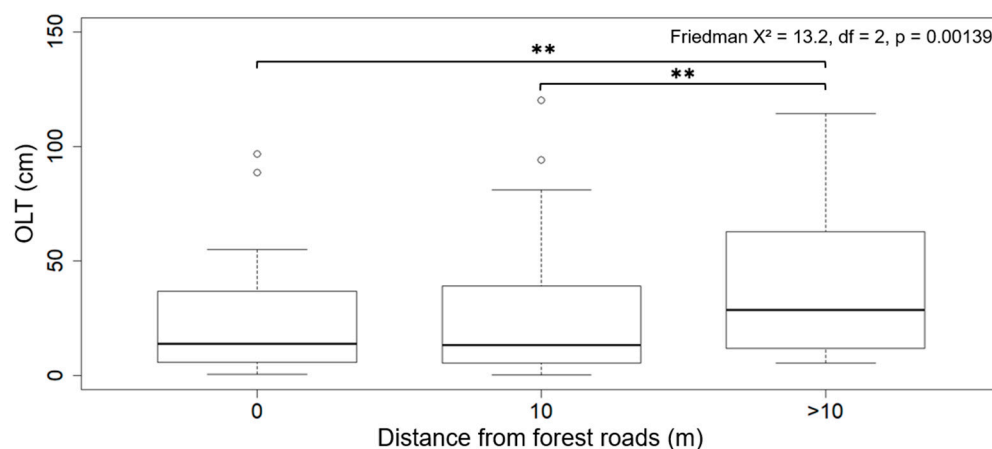 Friedman X² = 13.2, df = 2, p = 0.00139
**
**
150
100
50
0
OLT (cm)
0 10 >10
Distance from forest roads (m)